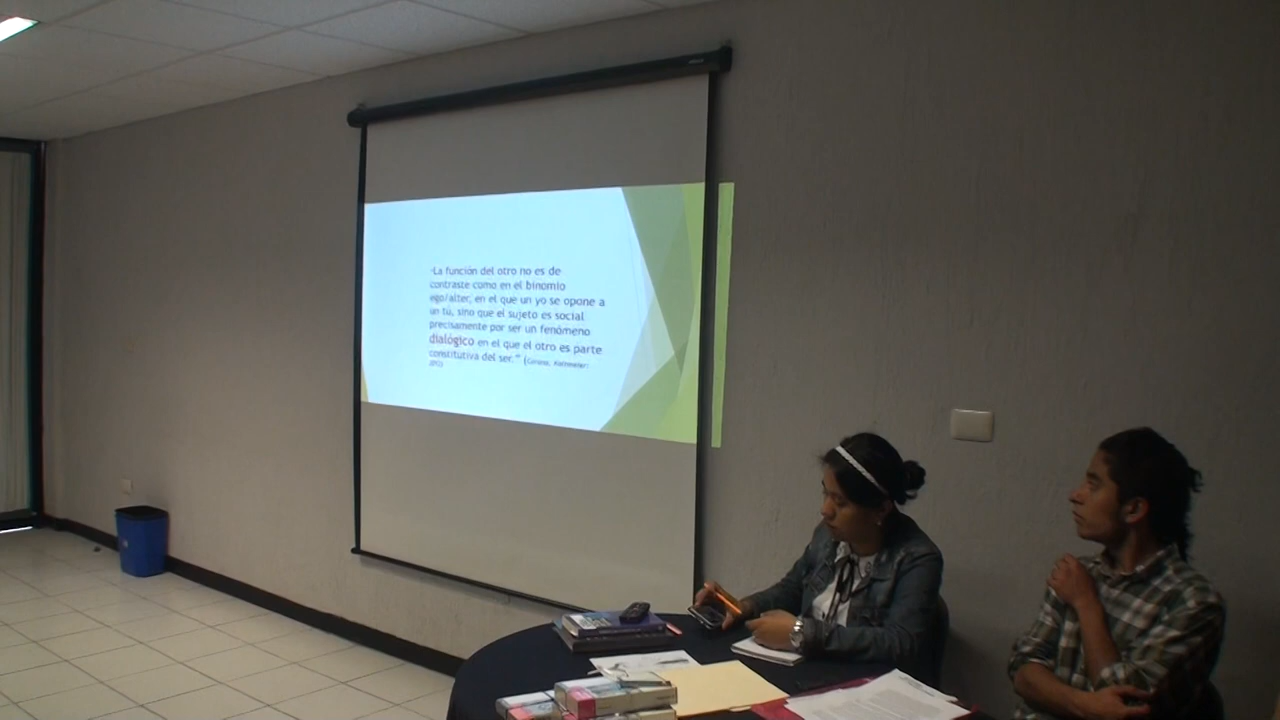 -La función del otro no es de
contraste como en el binomio
ego/alter, en el que un yo se opone a
un tú, sino que el sujeto es social
precisamente por ser un fenómeno
dialógico en el que el otro es parte
constitutiva del ser." (Corona, Kaltmeier: